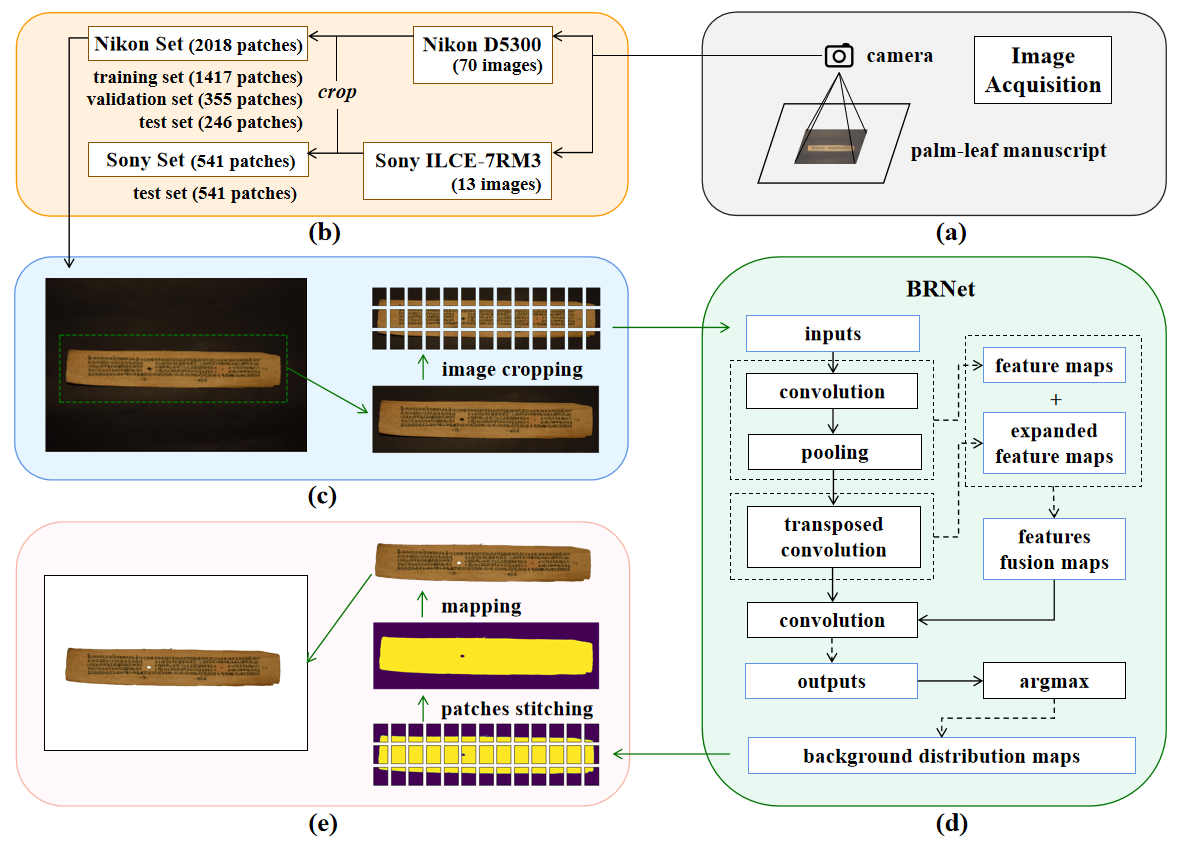 Nikon Set (2018 patches)
training set (1417 patches)
validation set (355 patches)
test set (246 patches)
Sony Set (541 patches)
test set (541 patches)
crop
Nikon D5300
(70 images)
Sony ILCE-7RM3
(13 images)
(b)
camera
Image
Acquisition
palm-leaf manuscript
(a)
image cropping
(c)
BRNet
inputs
convolution
pooling
transposed
convolution
convolution
outputs
feature maps
+
expanded
feature maps
features
fusion maps
argmax
background distribution maps
(d)
mapping
patches stitching
(e)